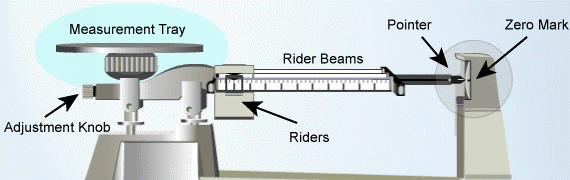 Measurement Tray
Pointer
Zero Mark
Rider Beams
Adjustment Knob
Riders